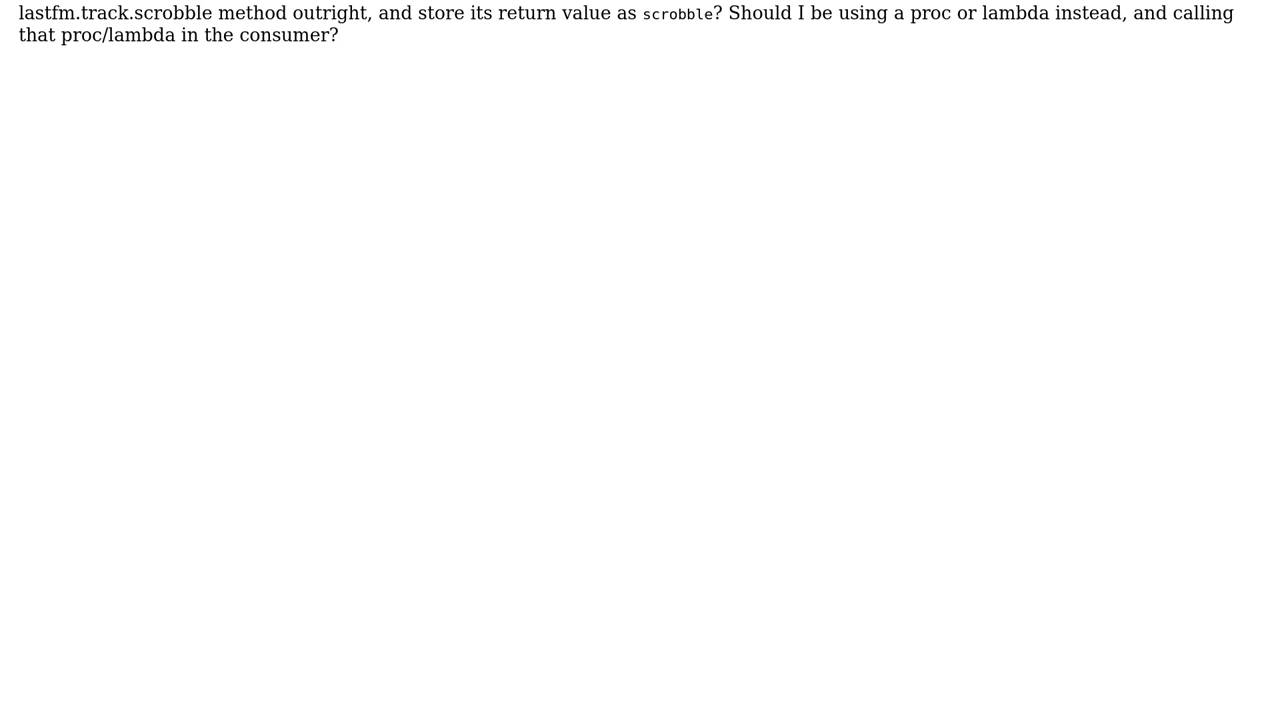 lastfm.track.scrobble method outright, and store its return value as scrobble? Should I be using a proc or lambda instead, and calling
that proc/lambda in the consumer?